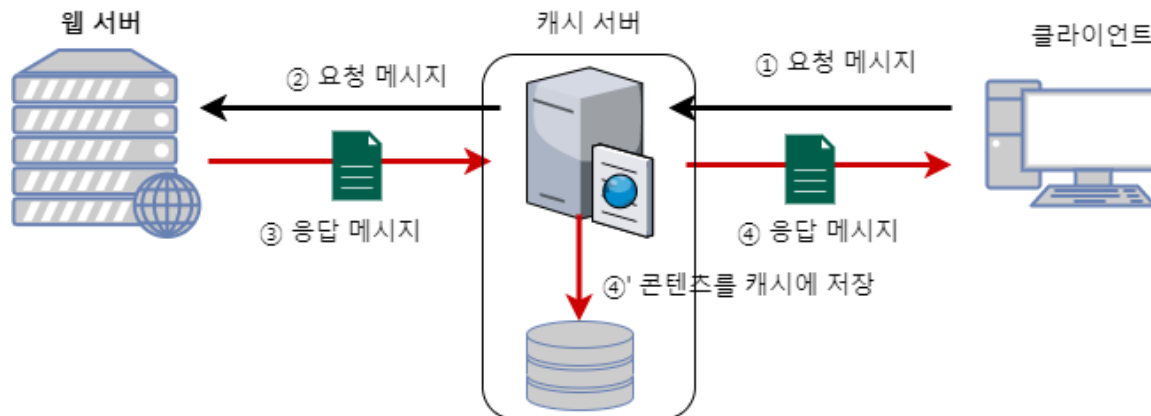 웹 서버
캐시 서버
클라이언트
② 요청 메시지
① 요청 메시지
③ 응답 메시지
④ 응답 메시지
④' 콘텐츠를 캐시에 저장